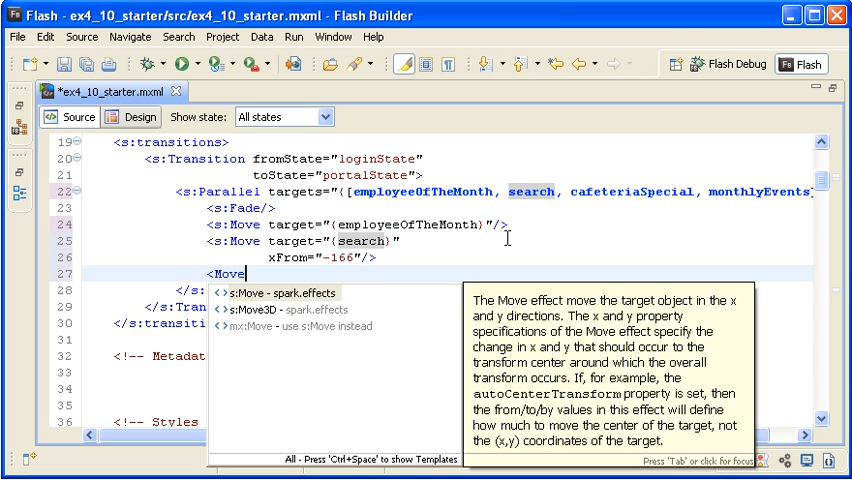 Fb Flash - ex4_10_starter/src/ex4_10_starter.mxml - Flash Builder
File Edit Source Navigate Search Project Data Run Window Help
Flash Debug Fb Flash
*ex4_10_starter.mxml
Source Design Show state: All states
19 <s:transitions>
20 <s:Transition fromState="loginState"
21 toState="portalState">
22 <s:Parallel targets="{[employeeOfTheMonth, search, cafeteriaSpecial, monthlyEvents]
23 <s:Fade/>
24 <s:Move target="{employeeOfTheMonth}"/>
25 <s:Move target="{search}"
26 xFrom="-166"/>
27 <Move
28 </s:
29 </s:Tran
30 </s:transiti
31
32 <!-- Metadat
33
34
35
36 <!-- Styles
s:Move - spark.effects
s:Move3D - spark.effects
mx:Move - use s:Move instead
All - Press 'Ctrl+Space' to show Templates
The Move effect move the target object in the x
and y directions. The x and y property
specifications of the Move effect specify the
change in x and y that should occur to the
transform center around which the overall
transform occurs. If, for example, the
autoCenterTransform property is set, then
the from/to/by values in this effect will define
how much to move the center of the target, not
the (x,y) coordinates of the target.
Press 'Tab' or click for focus